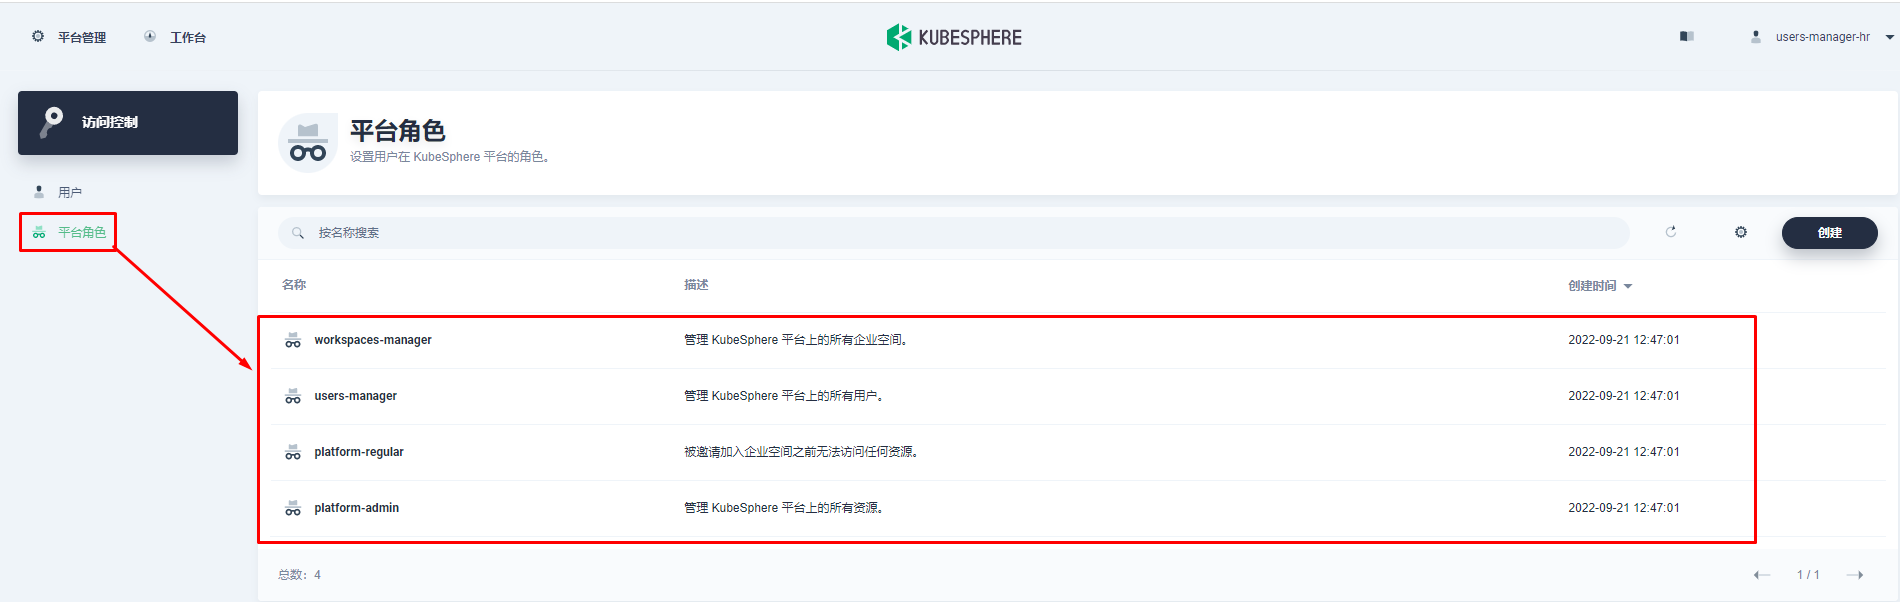 平台管理
工作台
KUBESPHERE
users-manager-hr
访问控制
用户
平台角色
平台角色
设置用户在 KubeSphere 平台的角色。
按名称搜索
创建
名称
描述
创建时间
workspaces-manager
管理 KubeSphere 平台上的所有企业空间。
2022-09-21 12:47:01
users-manager
管理 KubeSphere 平台上的所有用户。
2022-09-21 12:47:01
platform-regular
被邀请加入企业空间之前无法访问任何资源。
2022-09-21 12:47:01
platform-admin
管理 KubeSphere 平台上的所有资源。
2022-09-21 12:47:01
总数: 4
1 / 1